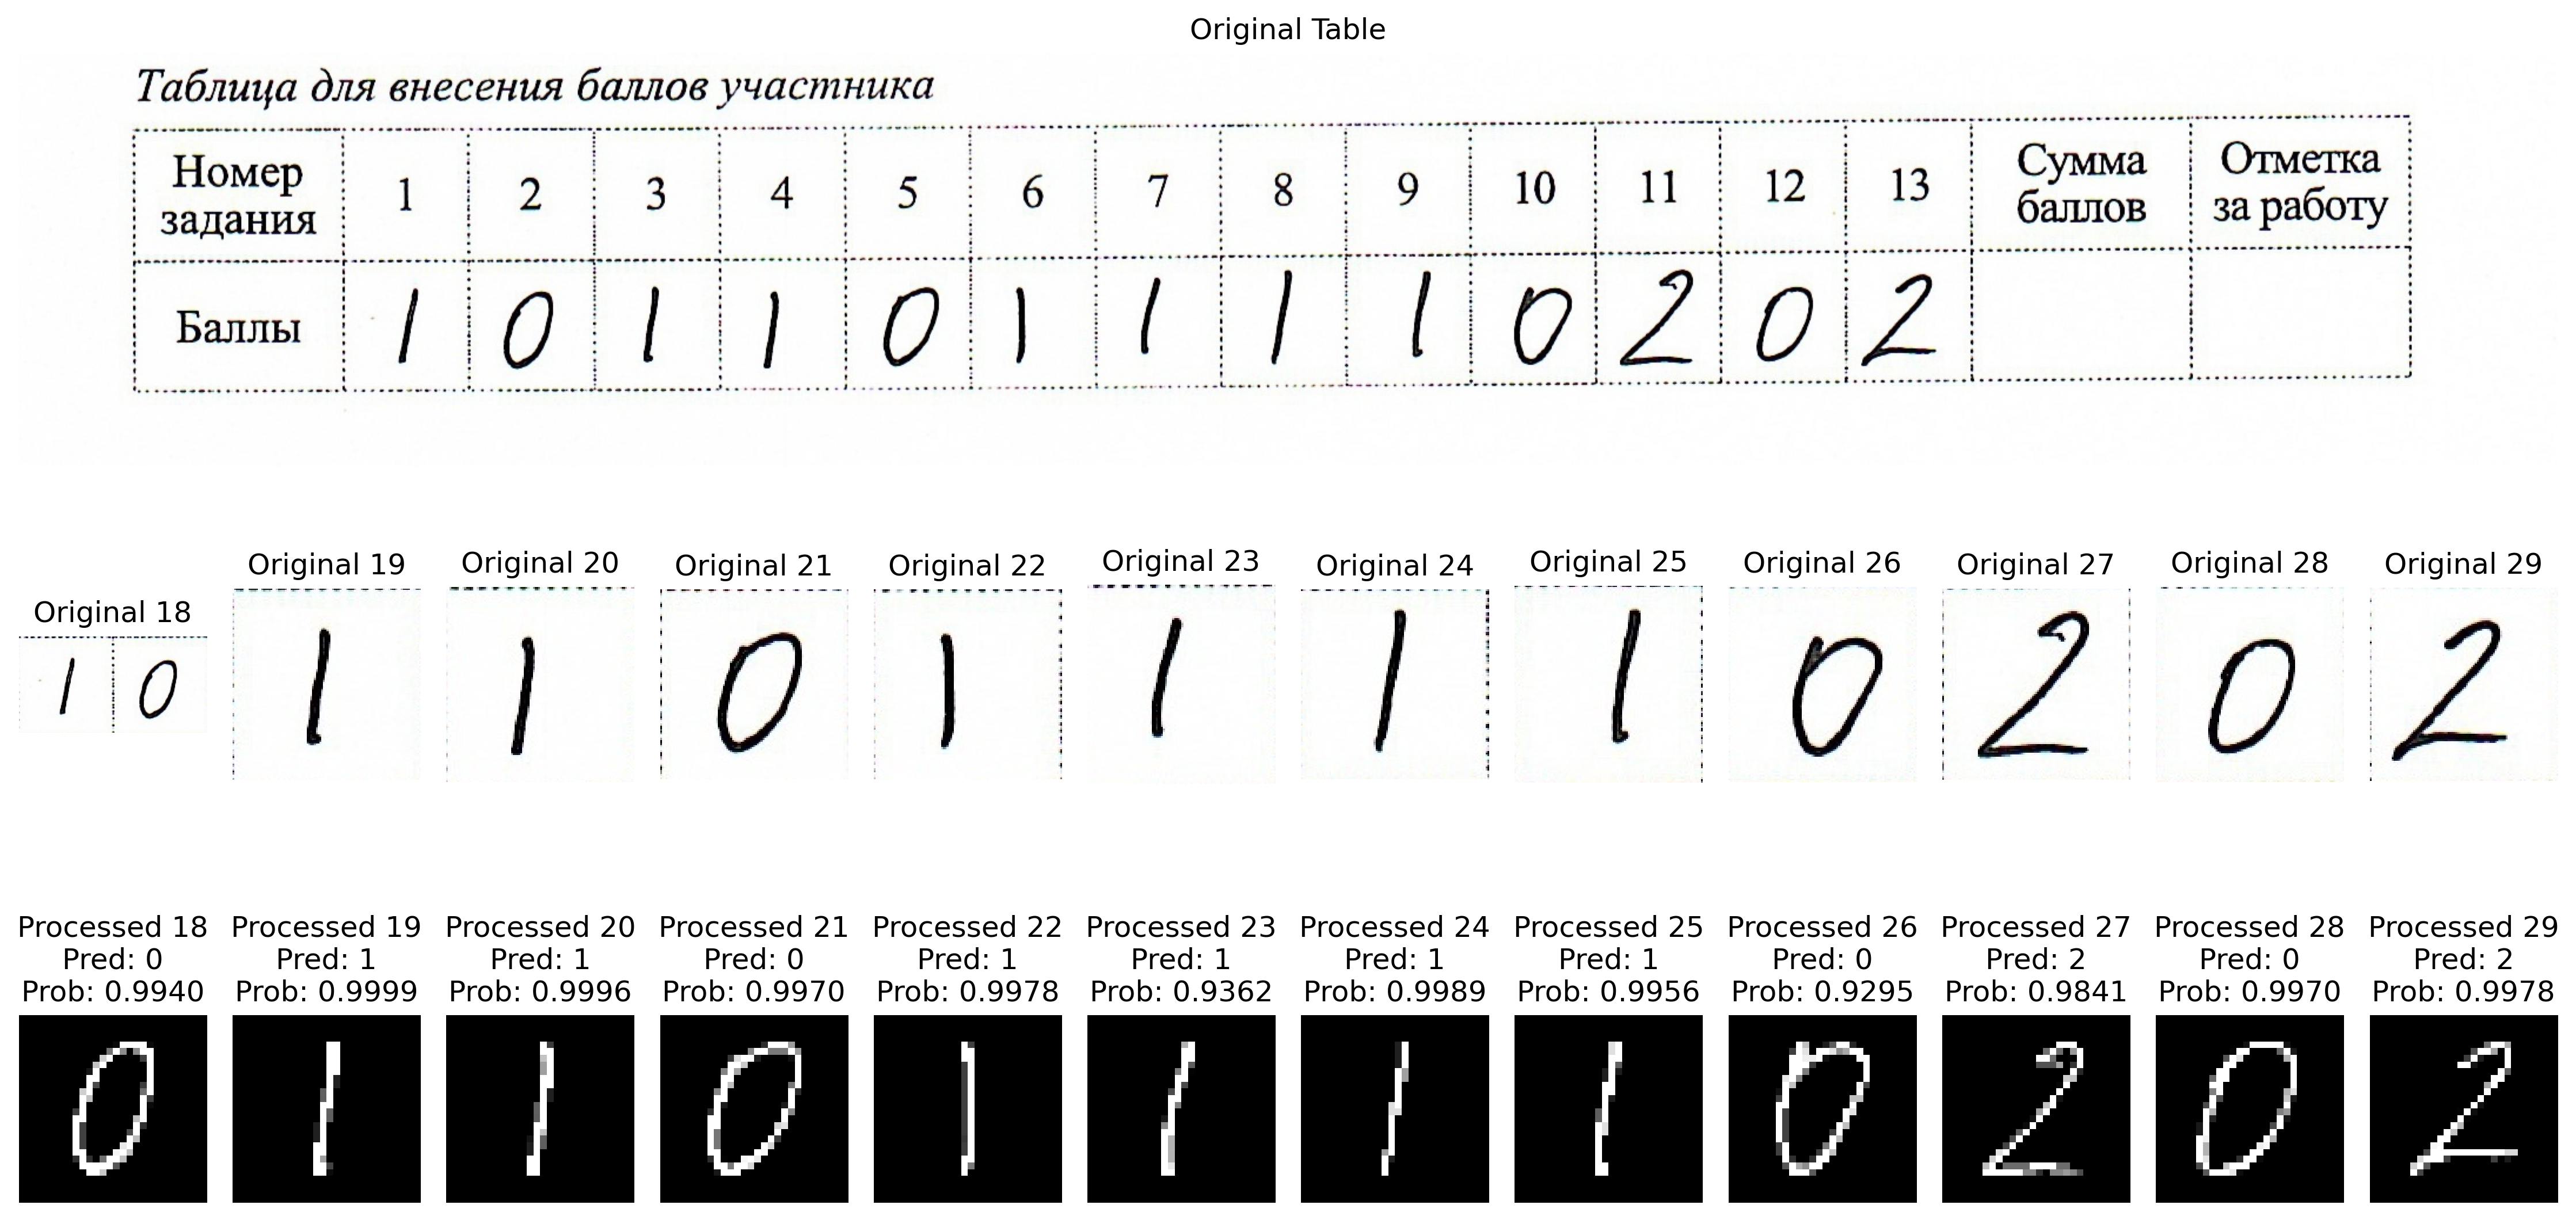 Original Table
Таблица для внесения баллов участника
Номер задания 1 2 3 4 5 6 7 8 9 10 11 12 13 Сумма баллов Отметка за работу
Баллы 1 0 1 1 0 1 1 1 1 0 2 0 2
Original 18 Original 19 Original 20 Original 21 Original 22 Original 23 Original 24 Original 25 Original 26 Original 27 Original 28 Original 29
1 0 1 1 0 1 1 1 1 0 2 0 2
Processed 18 Processed 19 Processed 20 Processed 21 Processed 22 Processed 23 Processed 24 Processed 25 Processed 26 Processed 27 Processed 28 Processed 29
Pred: 0 Pred: 1 Pred: 1 Pred: 0 Pred: 1 Pred: 1 Pred: 1 Pred: 1 Pred: 0 Pred: 2 Pred: 0 Pred: 2
Prob: 0.9940 Prob: 0.9999 Prob: 0.9996 Prob: 0.9970 Prob: 0.9978 Prob: 0.9362 Prob: 0.9989 Prob: 0.9956 Prob: 0.9295 Prob: 0.9841 Prob: 0.9970 Prob: 0.9978
0 1 1 0 1 1 1 1 0 2 0 2